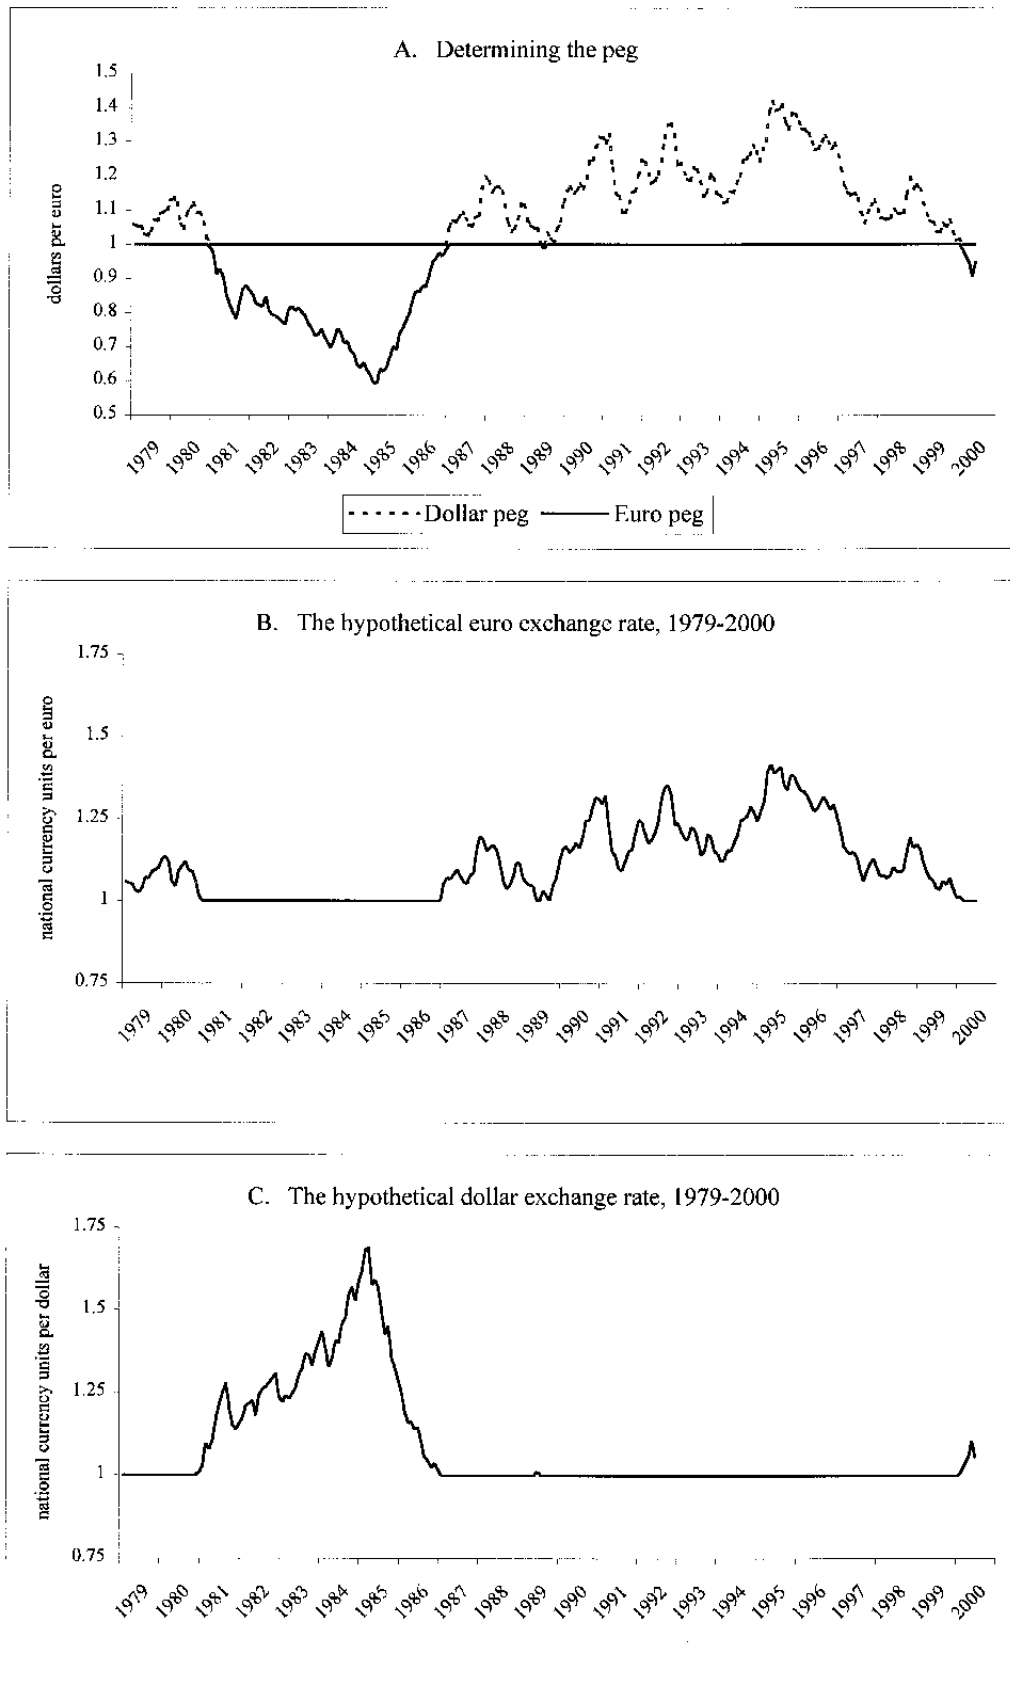 A. Determining the peg
1.5
1.4
1.3
1.2
1.1
1
0.9
0.8
0.7
0.6
0.5
dollars per euro
1979 1980 1981 1982 1983 1984 1985 1986 1987 1988 1989 1990 1991 1992 1993 1994 1995 1996 1997 1998 1999 2000
Dollar peg Euro peg
B. The hypothetical euro exchange rate, 1979-2000
1.75
1.5
1.25
1
0.75
national currency units per euro
1979 1980 1981 1982 1983 1984 1985 1986 1987 1988 1989 1990 1991 1992 1993 1994 1995 1996 1997 1998 1999 2000
C. The hypothetical dollar exchange rate, 1979-2000
1.75
1.5
1.25
1
0.75
national currency units per dollar
1979 1980 1981 1982 1983 1984 1985 1986 1987 1988 1989 1990 1991 1992 1993 1994 1995 1996 1997 1998 1999 2000